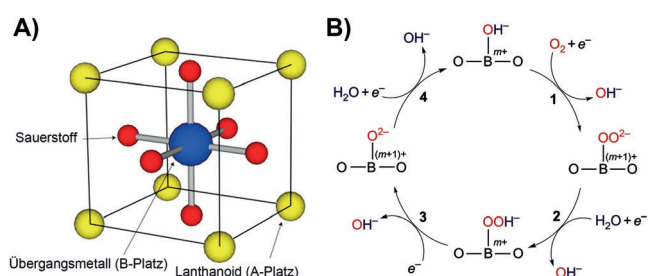 A)
Sauerstoff
Übergangsmetall (B-Platz)
Lanthanoid (A-Platz)
B)
OH⁻
OH⁻
m+
O—B—O
O₂ + e⁻
H₂O + e⁻
4
1
OH⁻
O²⁻
(m+1)+
O—B—O
OO²⁻
(m+1)+
O—B—O
OH⁻
3
OOH⁻
m+
O—B—O
2
H₂O + e⁻
e⁻
OH⁻